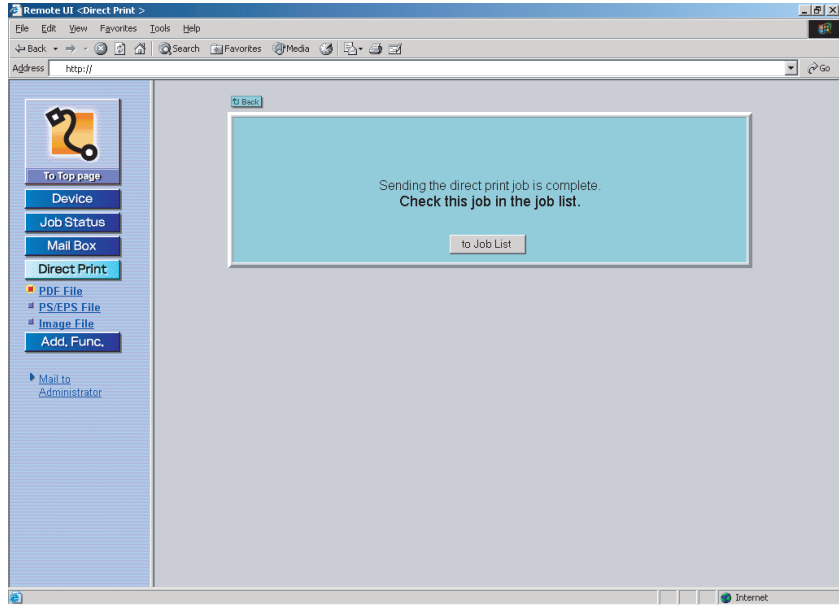 Remote UI <Direct Print >
File Edit View Favorites Tools Help
Back Search Favorites Media
Address http:// Go
Back
To Top page
Device
Job Status
Mail Box
Direct Print
PDF File
PS/EPS File
Image File
Add. Func.
Mail to
Administrator
Sending the direct print job is complete.
Check this job in the job list.
to Job List
Internet